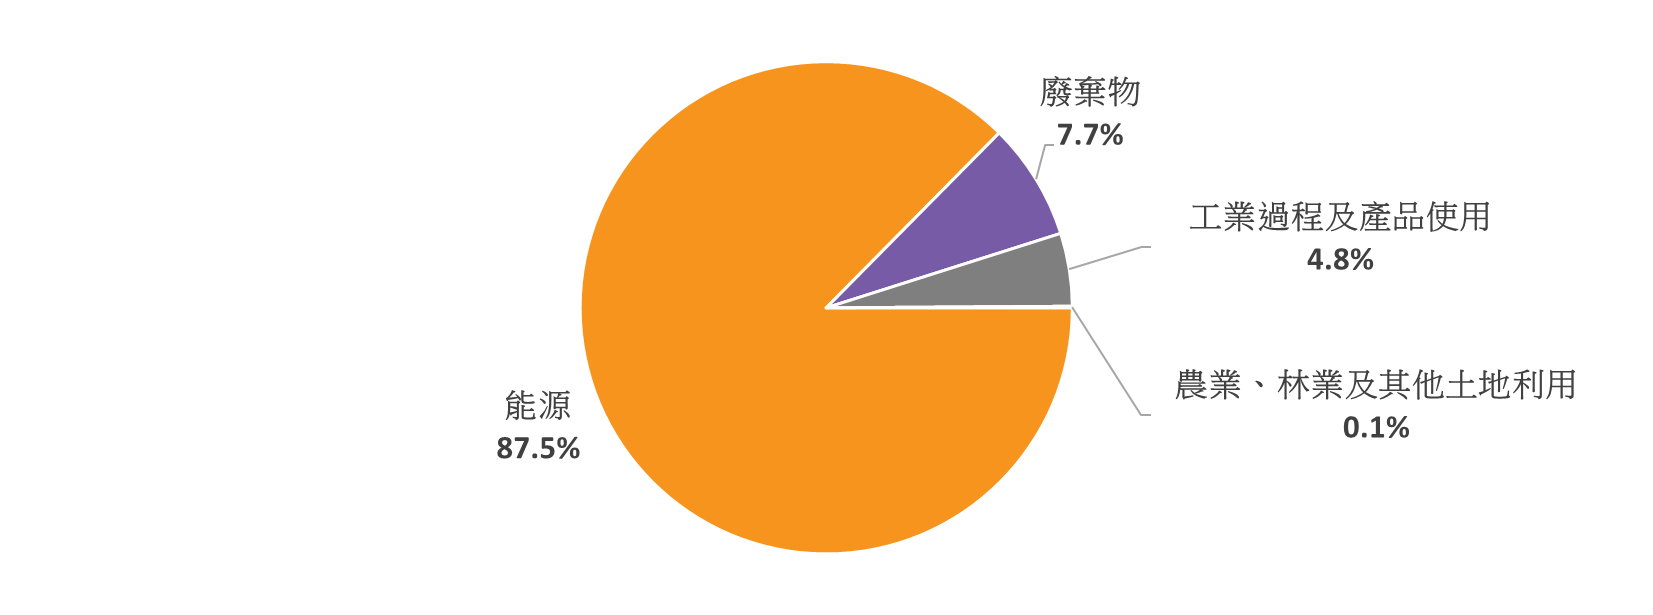 廢棄物
7.7%
工業過程及產品使用
4.8%
農業、林業及其他土地利用
0.1%
能源
87.5%